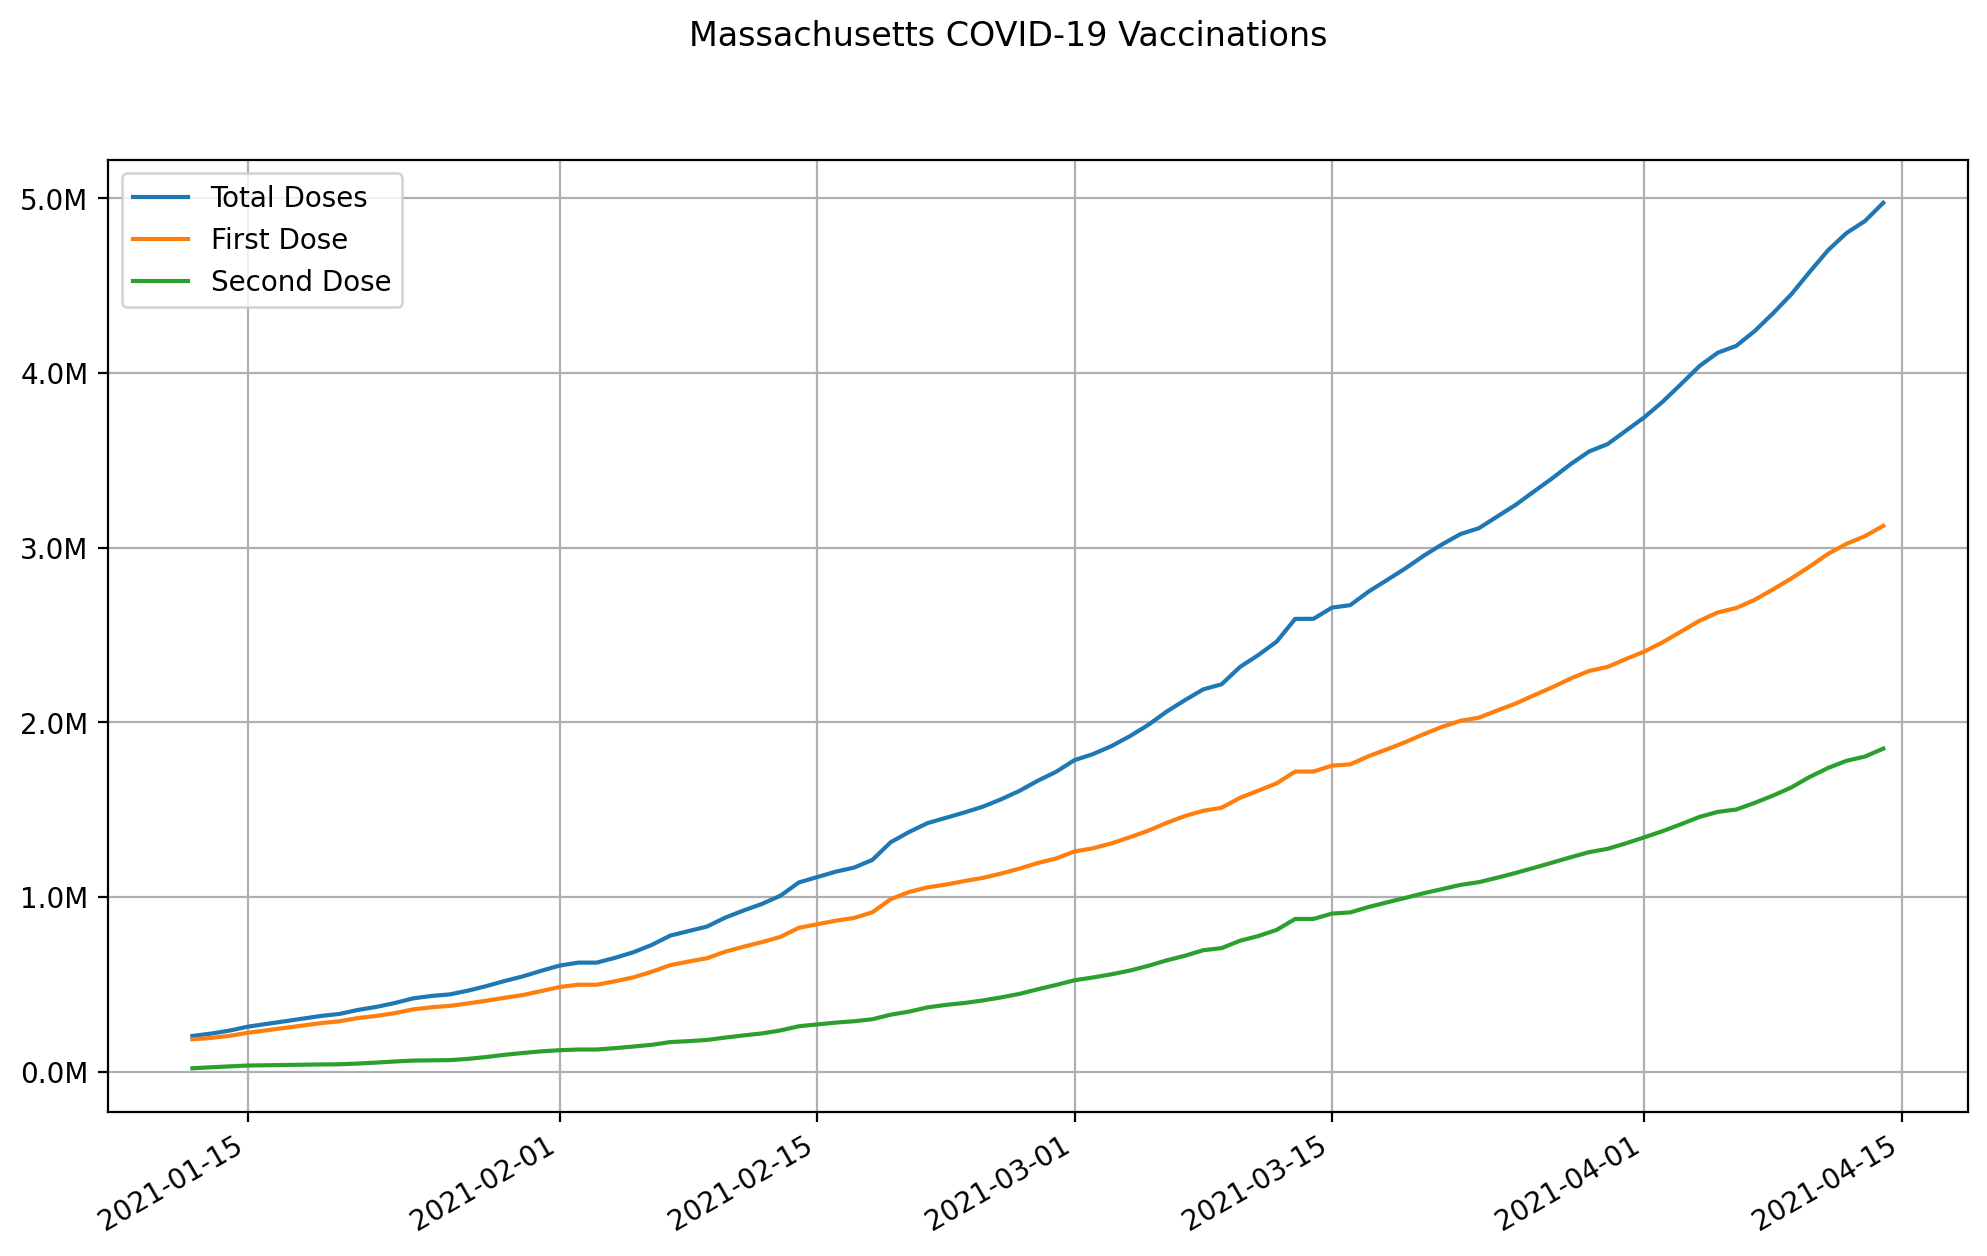 Massachusetts COVID-19 Vaccinations
Total Doses
First Dose
Second Dose
5.0M
4.0M
3.0M
2.0M
1.0M
0.0M
2021-01-15
2021-02-01
2021-02-15
2021-03-01
2021-03-15
2021-04-01
2021-04-15